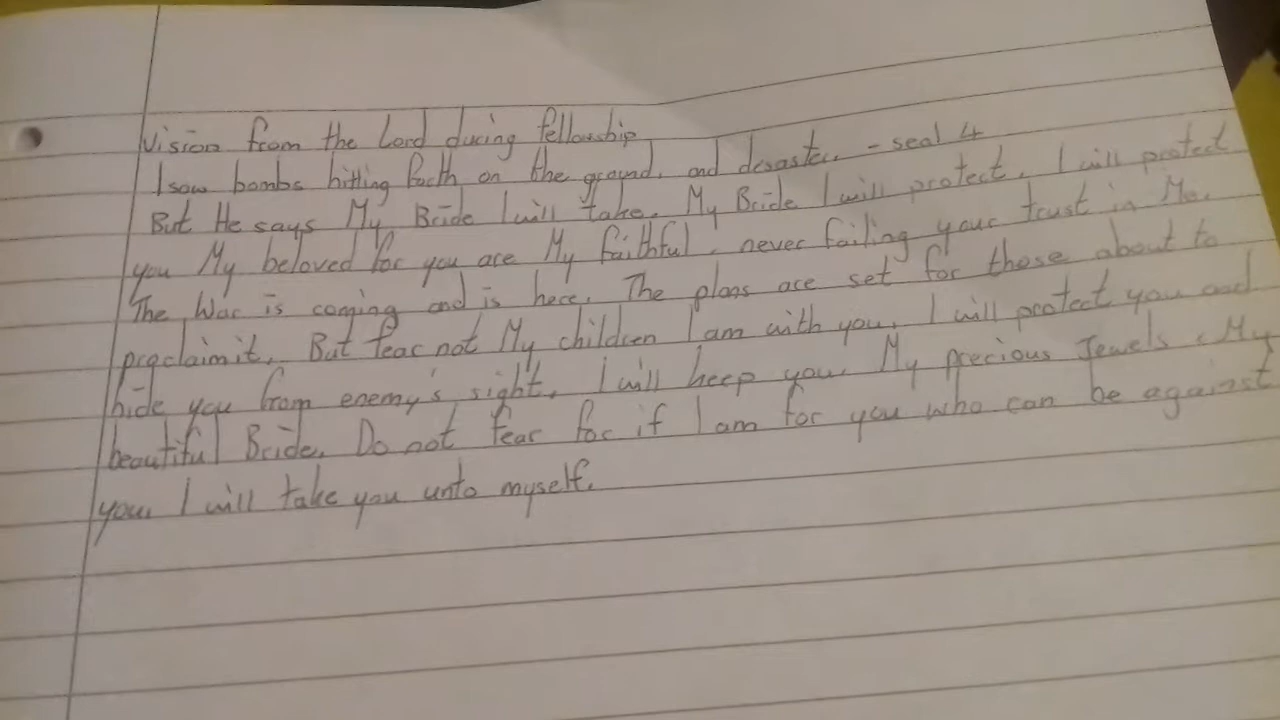 Vision from the Lord during fellowship
I saw bombs hitting forth on the ground, and desaster. - seal 4
But He says My Bride I will take. My Bride I will protect. I will protect
you My beloved for you are My faithful, never failing your trust in Me.
The War is coming and is here. The plans are set for those about to
proclaim it. But fear not My children I am with you. I will protect you and
hide you from enemy's sight. I will keep you. My precious Jewels, My
beautiful Bride. Do not fear for if I am for you who can be against
you. I will take you unto myself.